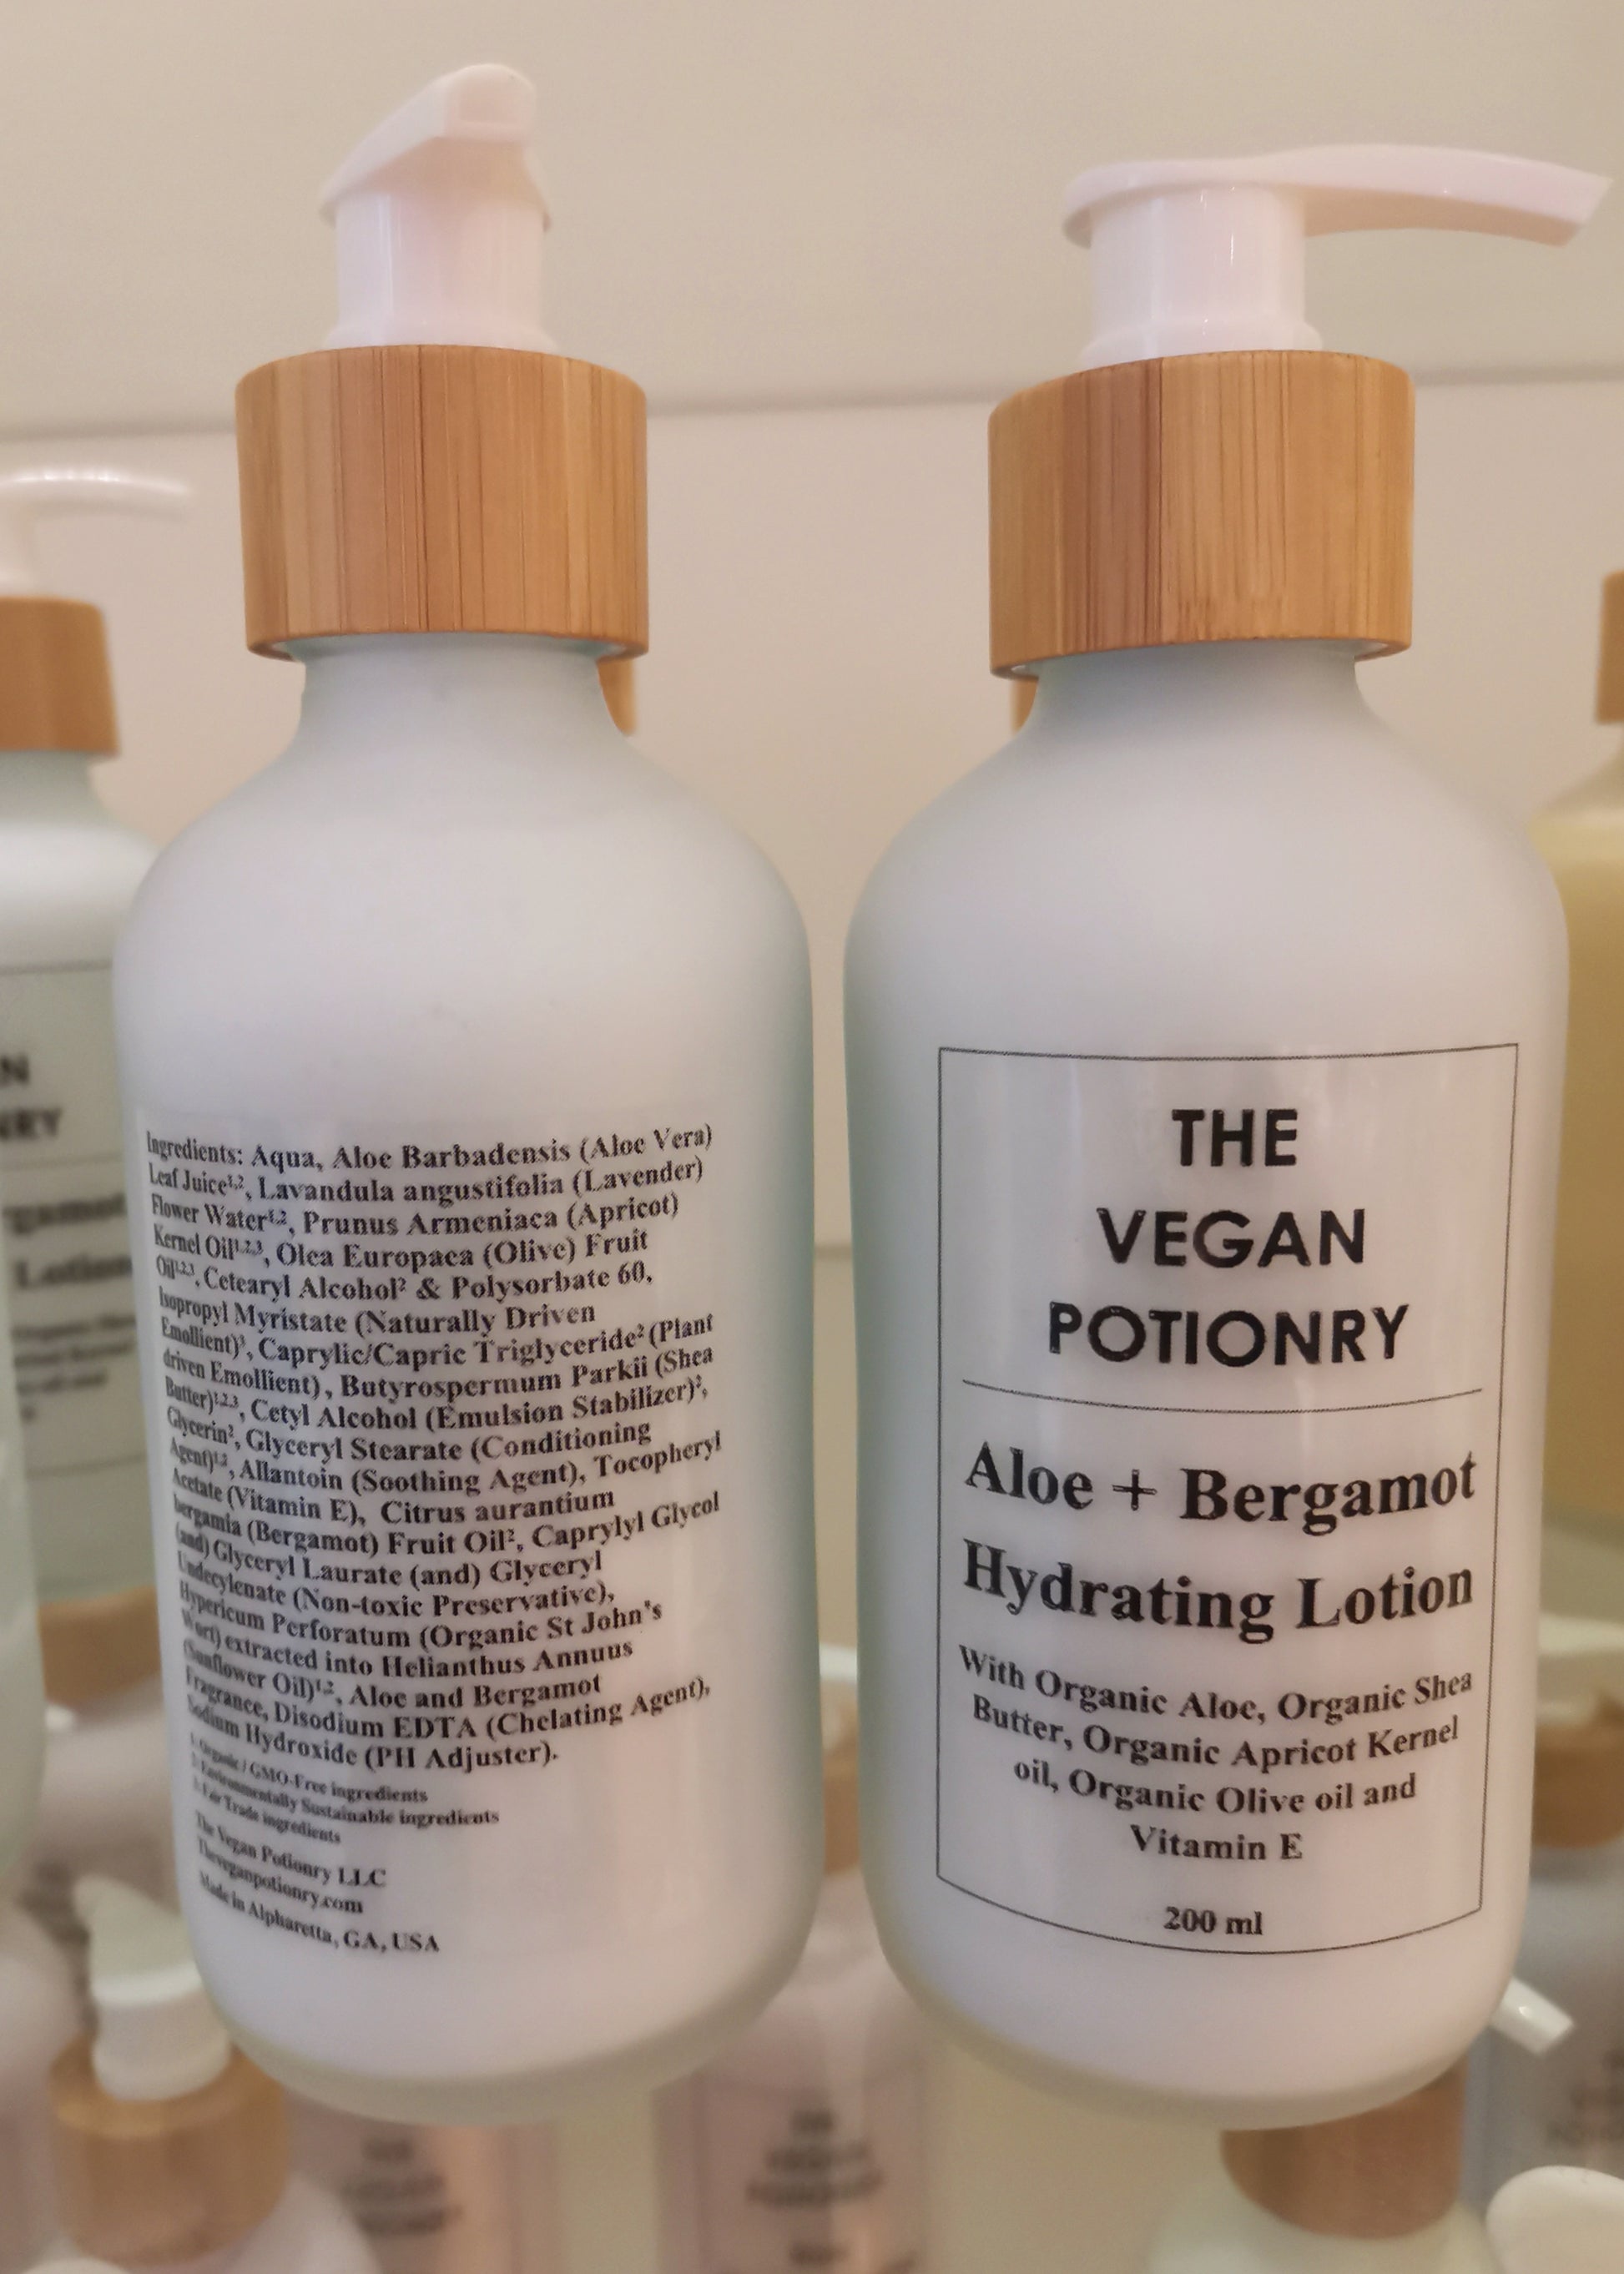 Ingredients: Aqua, Aloe Barbadensis (Aloe Vera)
Leaf Juice¹·², Lavandula angustifolia (Lavender)
Flower Water¹·², Prunus Armeniaca (Apricot)
Kernel Oil¹·²·³, Olea Europaea (Olive) Fruit
Oil¹·²·³, Cetearyl Alcohol² & Polysorbate 60,
Isopropyl Myristate (Naturally Driven
Emollient)³, Caprylic/Capric Triglyceride² (Plant
driven Emollient), Butyrospermum Parkii (Shea
Butter)¹·²·³, Cetyl Alcohol (Emulsion Stabilizer)²,
Glycerin², Glyceryl Stearate (Conditioning
Agent)¹·², Allantoin (Soothing Agent), Tocopheryl
Acetate (Vitamin E), Citrus aurantium
bergamia (Bergamot) Fruit Oil², Caprylyl Glycol
(and) Glyceryl Laurate (and) Glyceryl
Undecylenate (Non-toxic Preservative),
Hypericum Perforatum (Organic St John's
Wort) extracted into Helianthus Annuus
(Sunflower Oil)¹·², Aloe and Bergamot
Fragrance, Disodium EDTA (Chelating Agent),
Sodium Hydroxide (PH Adjuster).
1. Organic / GMO-Free ingredients
2. Environmentally Sustainable ingredients
3. Fair Trade ingredients
The Vegan Potionry LLC
Theveganpotionry.com
Made in Alpharetta, GA, USA
THE
VEGAN
POTIONRY
Aloe + Bergamot
Hydrating Lotion
With Organic Aloe, Organic Shea
Butter, Organic Apricot Kernel
oil, Organic Olive oil and
Vitamin E
200 ml